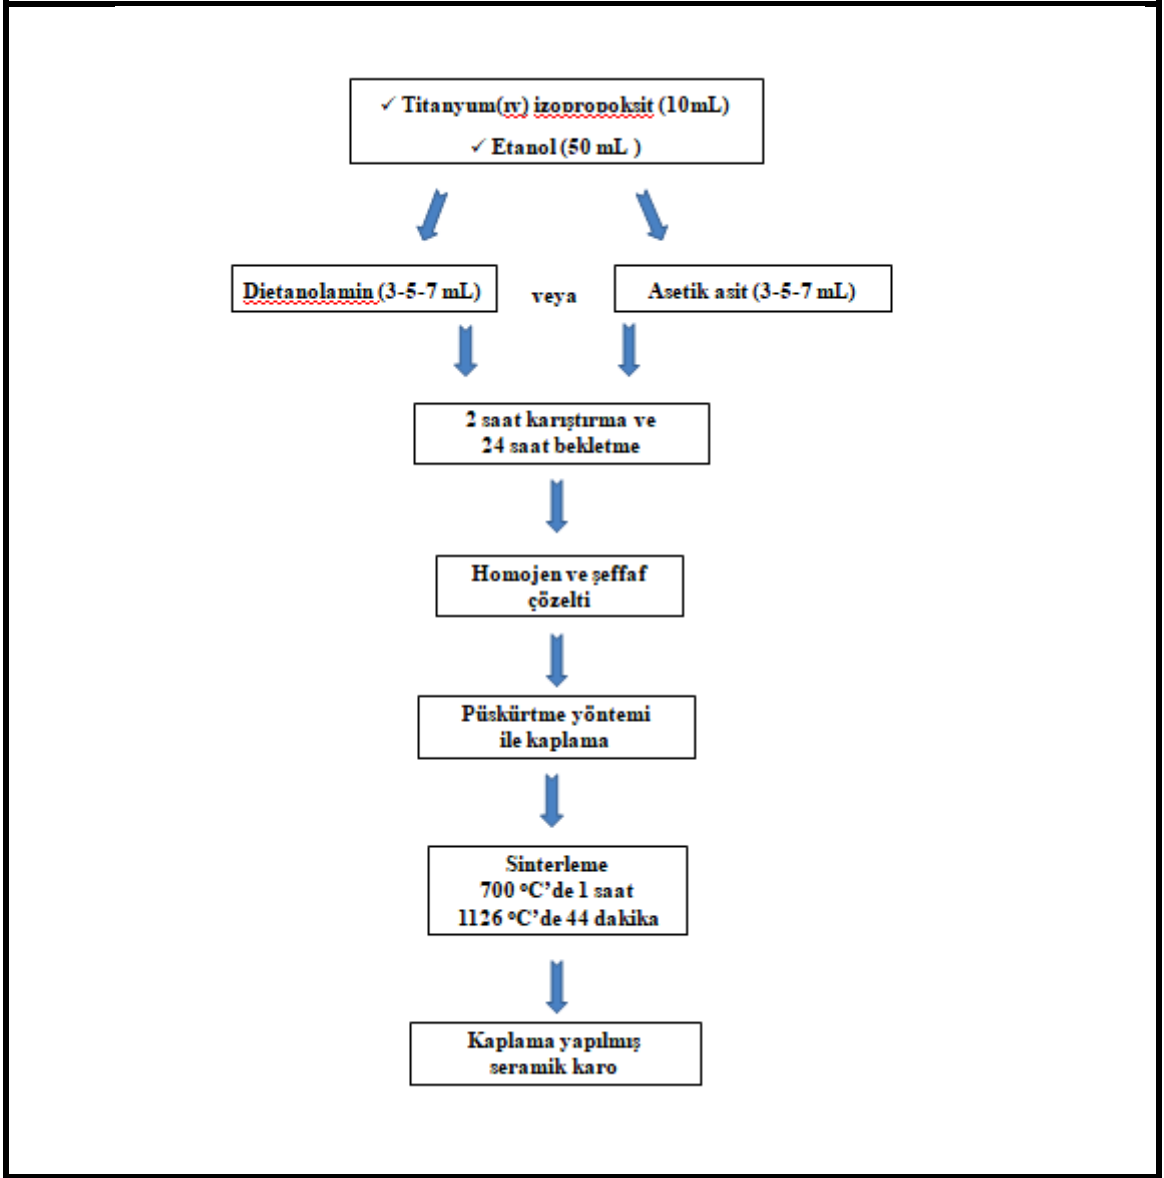 ✓ Titanyum(ıv) izopropoksit (10mL)
✓ Etanol (50 mL )
Dietanolamin (3-5-7 mL)
veya
Asetik asit (3-5-7 mL)
2 saat karıştırma ve
24 saat bekletme
Homojen ve şeffaf
çözelti
Püskürtme yöntemi
ile kaplama
Sinterleme
700 °C’de 1 saat
1126 °C’de 44 dakika
Kaplama yapılmış
seramik karo